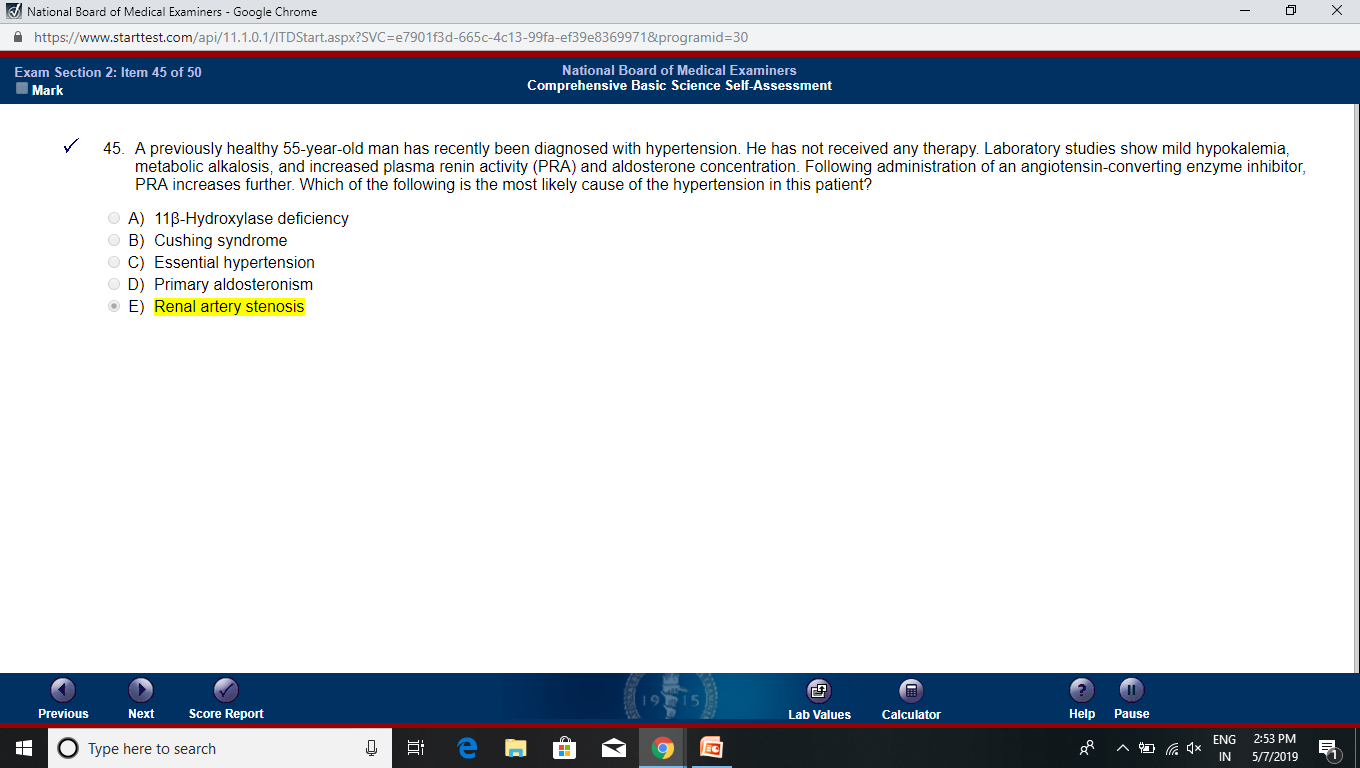 National Board of Medical Examiners - Google Chrome
https://www.starttest.com/api/11.1.0.1/ITDStart.aspx?SVC=e7901f3d-665c-4c13-99fa-ef39e8369971&programid=30
Exam Section 2: Item 45 of 50
Mark
National Board of Medical Examiners
Comprehensive Basic Science Self-Assessment
45. A previously healthy 55-year-old man has recently been diagnosed with hypertension. He has not received any therapy. Laboratory studies show mild hypokalemia,
metabolic alkalosis, and increased plasma renin activity (PRA) and aldosterone concentration. Following administration of an angiotensin-converting enzyme inhibitor,
PRA increases further. Which of the following is the most likely cause of the hypertension in this patient?
A) 11β-Hydroxylase deficiency
B) Cushing syndrome
C) Essential hypertension
D) Primary aldosteronism
E) Renal artery stenosis
Previous
Next
Score Report
19 15
Lab Values
Calculator
Help
Pause
Type here to search
ENG
IN
2:53 PM
5/7/2019
1